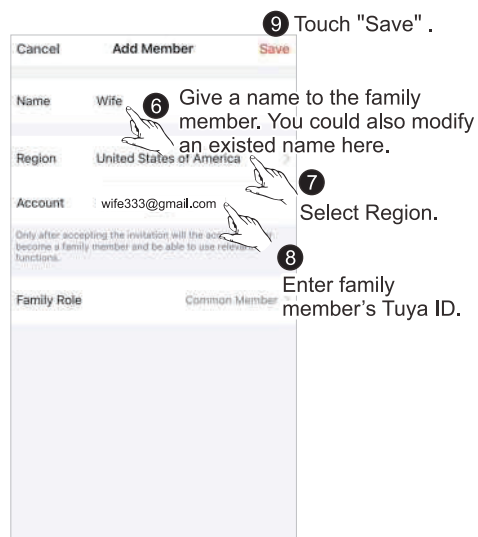 9 Touch "Save" .
Cancel Add Member Save
Name Wife
6 Give a name to the family
member. You could also modify
an existed name here.
Region United States of America
7
Select Region.
Account wife333@gmail.com
Only after accepting the invitation will the
become a family member and be able to use
functions.
8
Enter family
member's Tuya ID.
Family Role Common Member